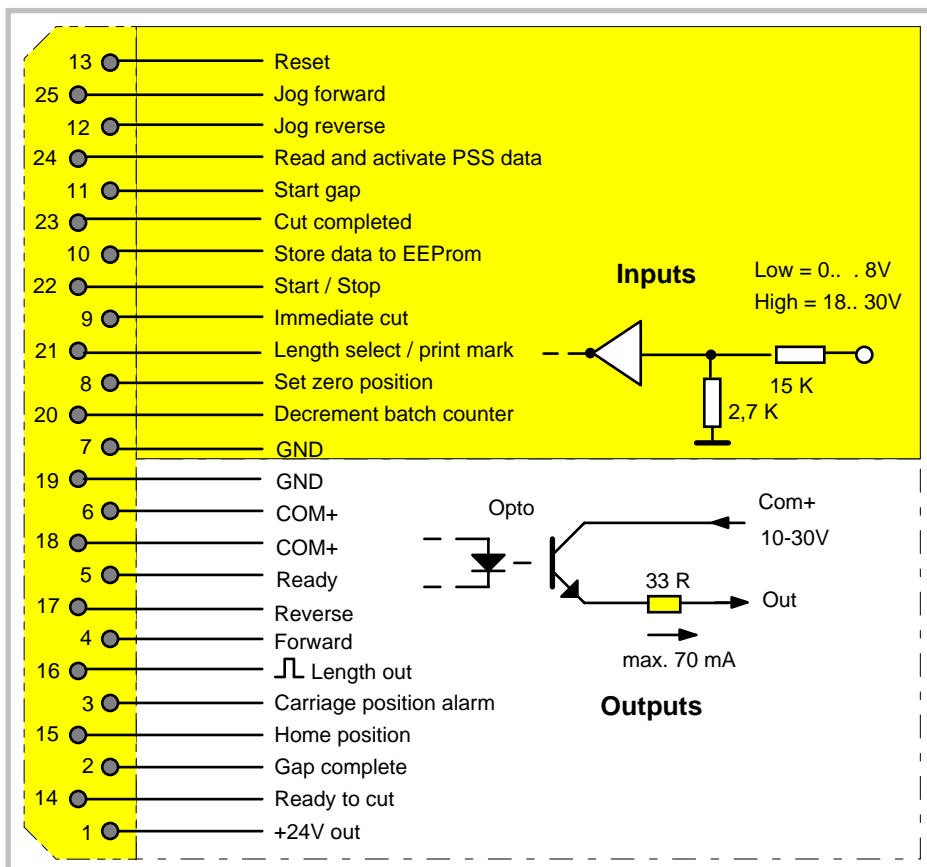 13 Reset
25 Jog forward
12 Jog reverse
24 Read and activate PSS data
11 Start gap
23 Cut completed
10 Store data to EEProm
22 Start / Stop
9 Immediate cut
21 Length select / print mark
8 Set zero position
20 Decrement batch counter
7 GND
Inputs
Low = 0.. . 8V
High = 18.. 30V
15 K
2,7 K
19 GND
6 COM+
18 COM+
5 Ready
17 Reverse
4 Forward
16 Length out
3 Carriage position alarm
15 Home position
2 Gap complete
14 Ready to cut
1 +24V out
Opto
Com+
10-30V
33 R
Out
max. 70 mA
Outputs